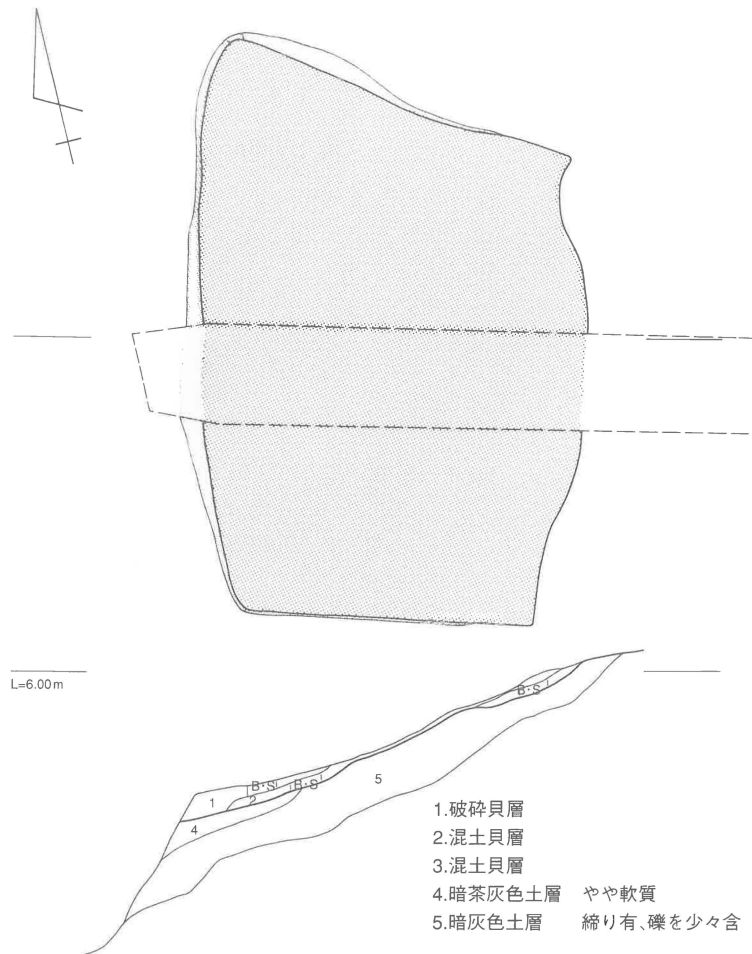 L=6.00m
B・S
B・S
B・S
1
2
4
5
1.破砕貝層
2.混土貝層
3.混土貝層
4.暗茶灰色土層　やや軟質
5.暗灰色土層　締り有、礫を少々含